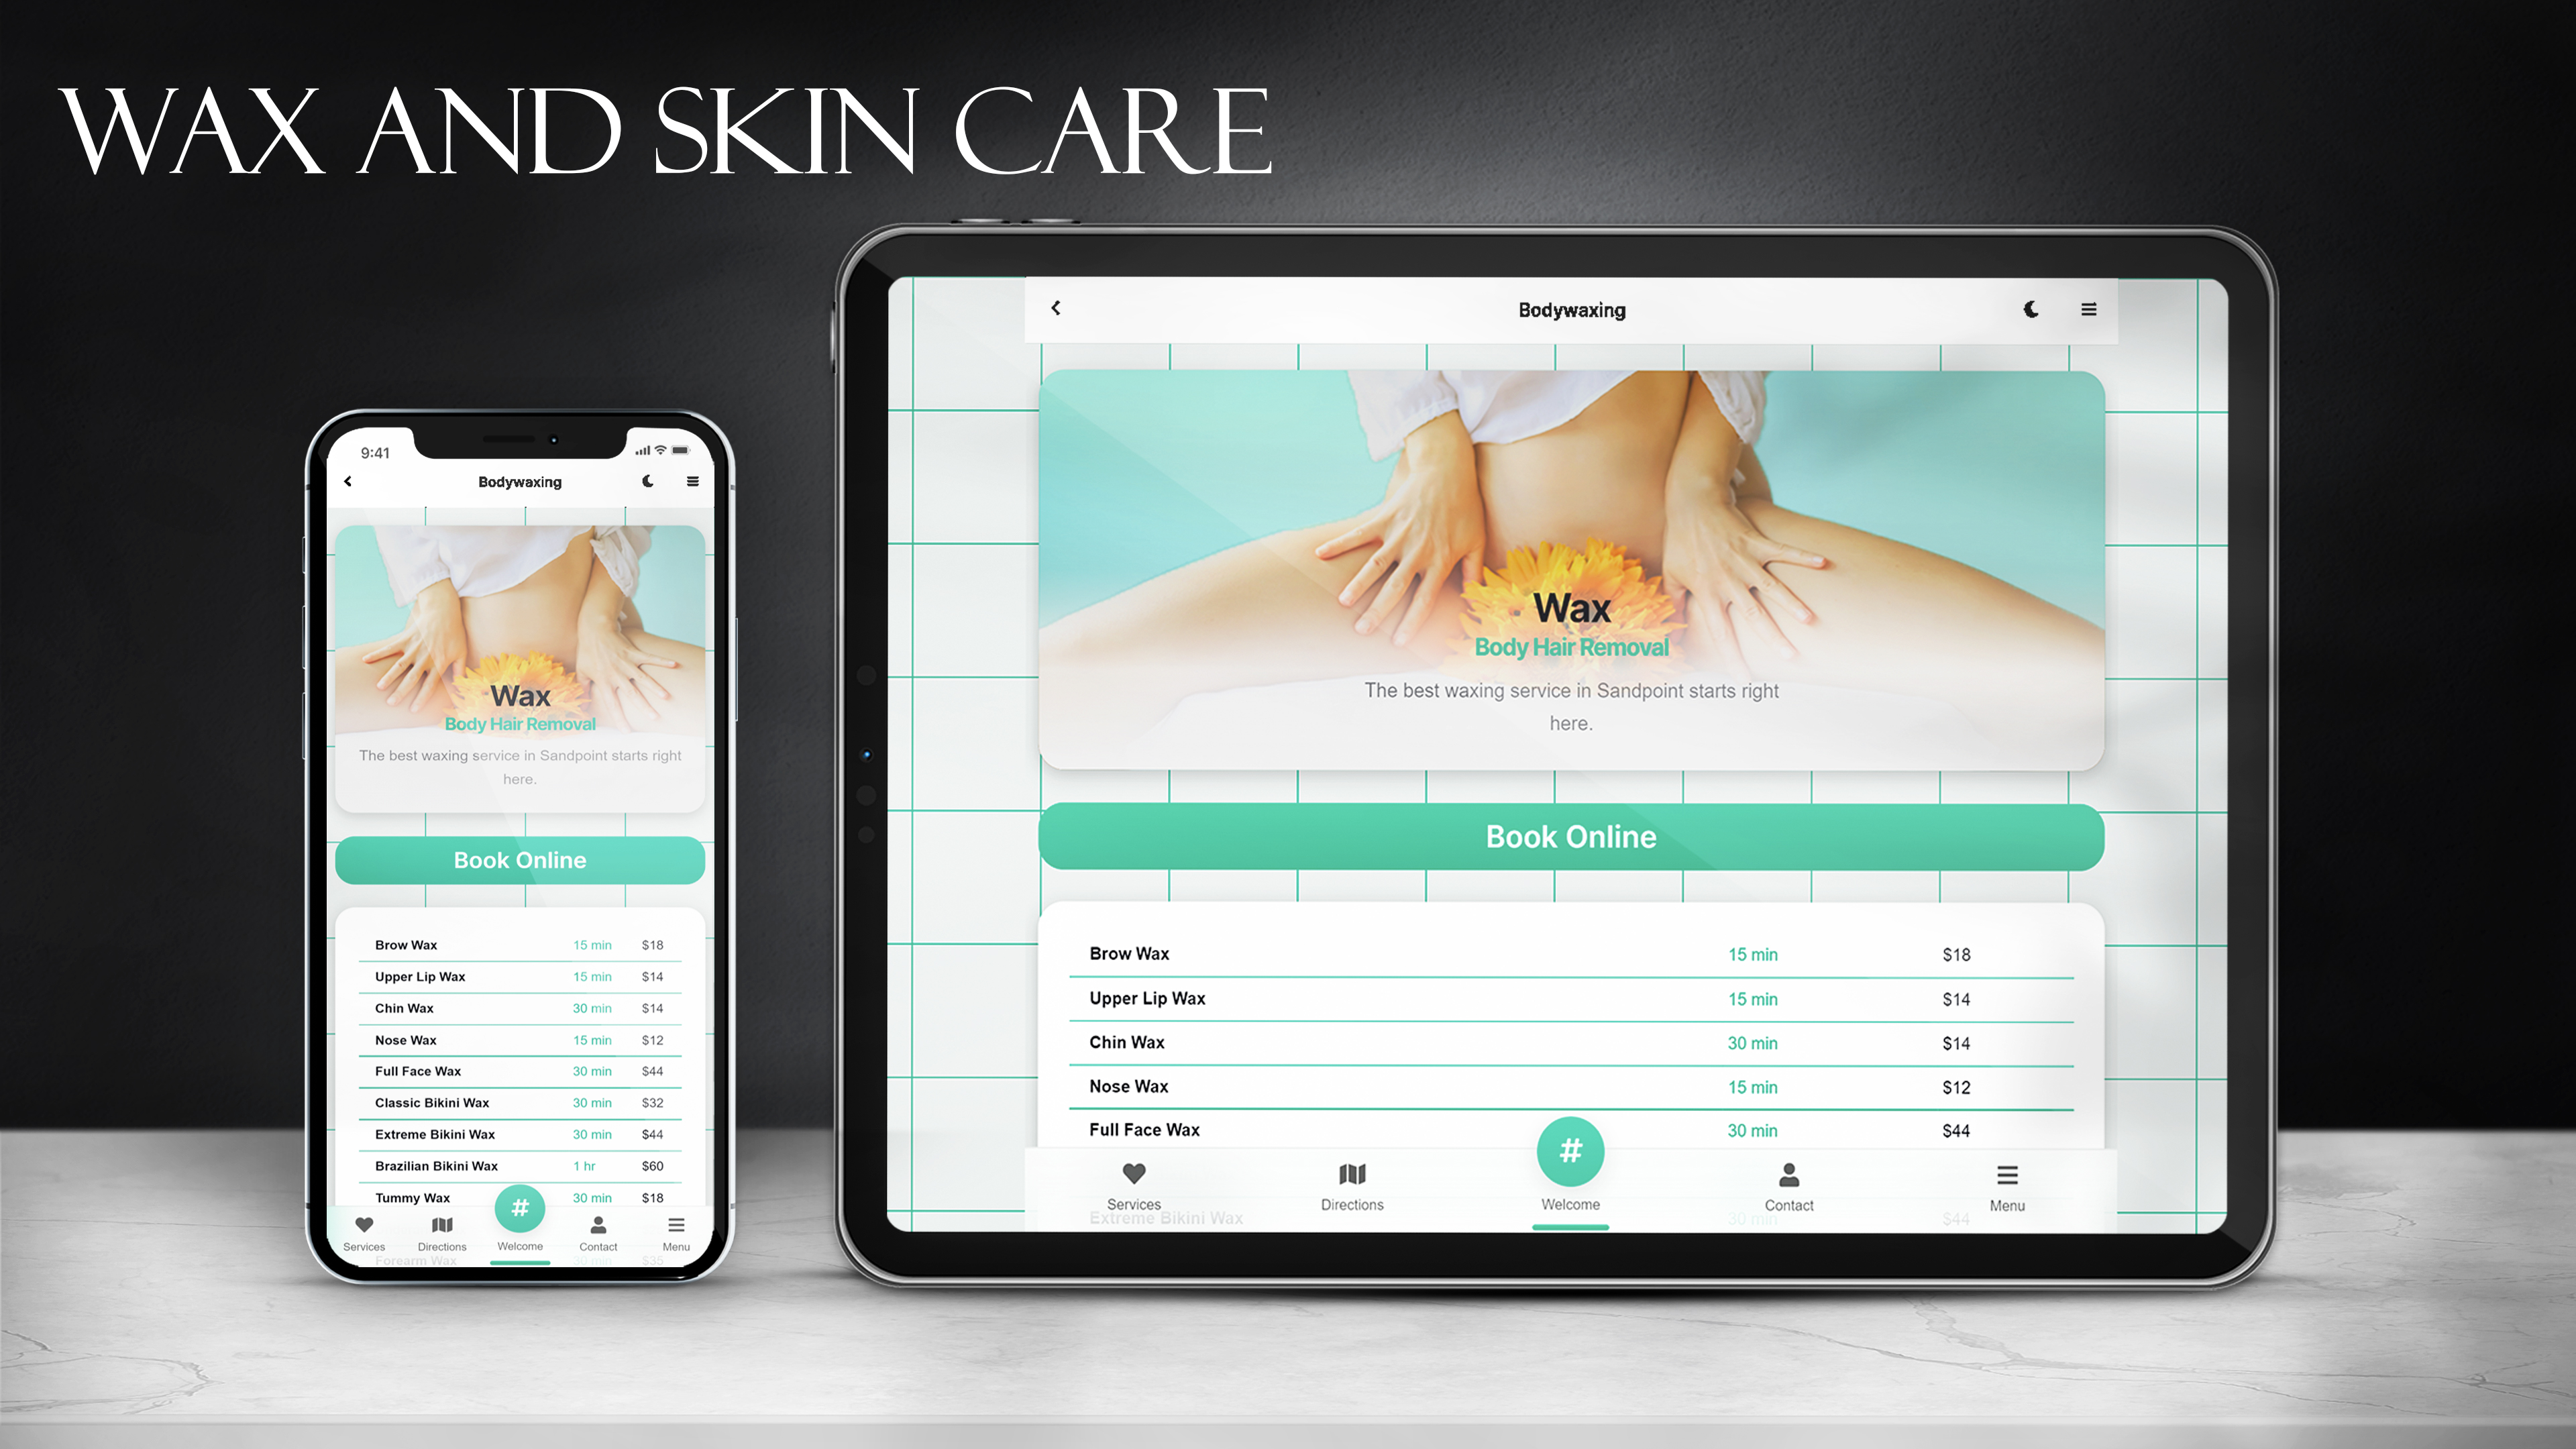 WAX AND SKIN CARE
9:41
Bodywaxing
Wax
Body Hair Removal
The best waxing service in Sandpoint starts right
here.
Book Online
Brow Wax 15 min $18
Upper Lip Wax 15 min $14
Chin Wax 30 min $14
Nose Wax 15 min $12
Full Face Wax 30 min $44
Classic Bikini Wax 30 min $32
Extreme Bikini Wax 30 min $44
Brazilian Bikini Wax 1 hr $60
Tummy Wax 30 min $18
#
Services Directions Welcome Contact Menu
Forearm Wax 30 min $35
Bodywaxing
Wax
Body Hair Removal
The best waxing service in Sandpoint starts right
here.
Book Online
Brow Wax 15 min $18
Upper Lip Wax 15 min $14
Chin Wax 30 min $14
Nose Wax 15 min $12
Full Face Wax 30 min $44
#
Services Directions Welcome Contact Menu
Extreme Bikini Wax 30 min $44